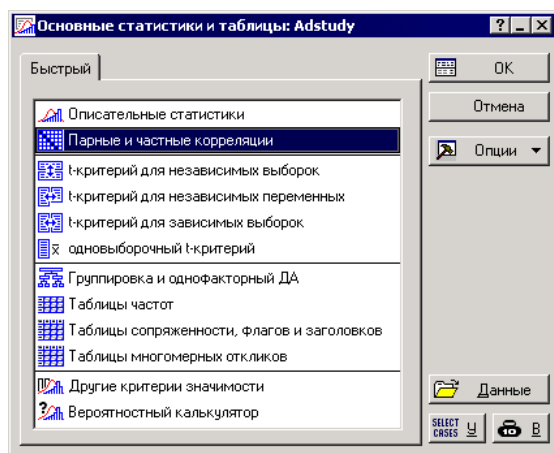 Основные статистики и таблицы: Adstudy
Быстрый
Описательные статистики
Парные и частные корреляции
t-критерий для независимых выборок
t-критерий для независимых переменных
t-критерий для зависимых выборок
одновыборочный t-критерий
Группировка и однофакторный ДА
Таблицы частот
Таблицы сопряженности, флагов и заголовков
Таблицы многомерных откликов
Другие критерии значимости
Вероятностный калькулятор
OK
Отмена
Опции
Данные
SELECT CASES У
10 В